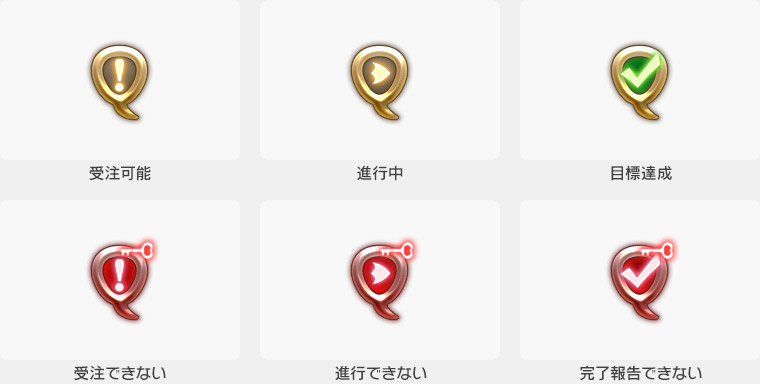 受注可能
進行中
目標達成
受注できない
進行できない
完了報告できない